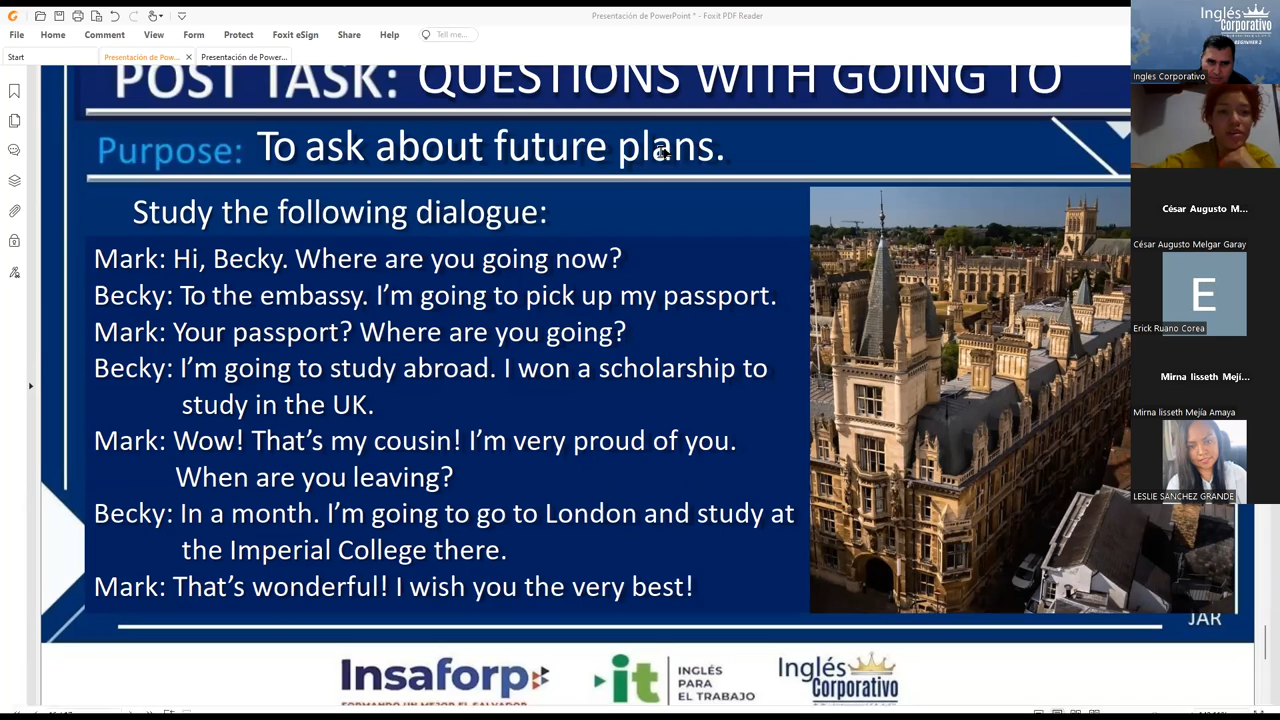 Presentación de PowerPoint * - Foxit PDF Reader
File Home Comment View Form Protect Foxit eSign Share Help Tell me...
Start Presentación de Pow... Presentación de Power...
POST TASK: QUESTIONS WITH GOING TO
Purpose: To ask about future plans.
Study the following dialogue:
Mark: Hi, Becky. Where are you going now?
Becky: To the embassy. I'm going to pick up my passport.
Mark: Your passport? Where are you going?
Becky: I'm going to study abroad. I won a scholarship to
study in the UK.
Mark: Wow! That's my cousin! I'm very proud of you.
When are you leaving?
Becky: In a month. I'm going to go to London and study at
the Imperial College there.
Mark: That's wonderful! I wish you the very best!
JAR
Insaforp
FORMANDO UN MEJOR EL SALVADOR
it
INGLÉS
PARA
EL TRABAJO
Inglés
Corporativo
Inglés
Corporativo
BEGINNER 2
Ingles Corporativo
César Augusto M...
César Augusto Melgar Garay
E
Erick Ruano Corea
Mirna lisseth Mejí...
Mirna lisseth Mejía Amaya
LESLIE SANCHEZ GRANDE